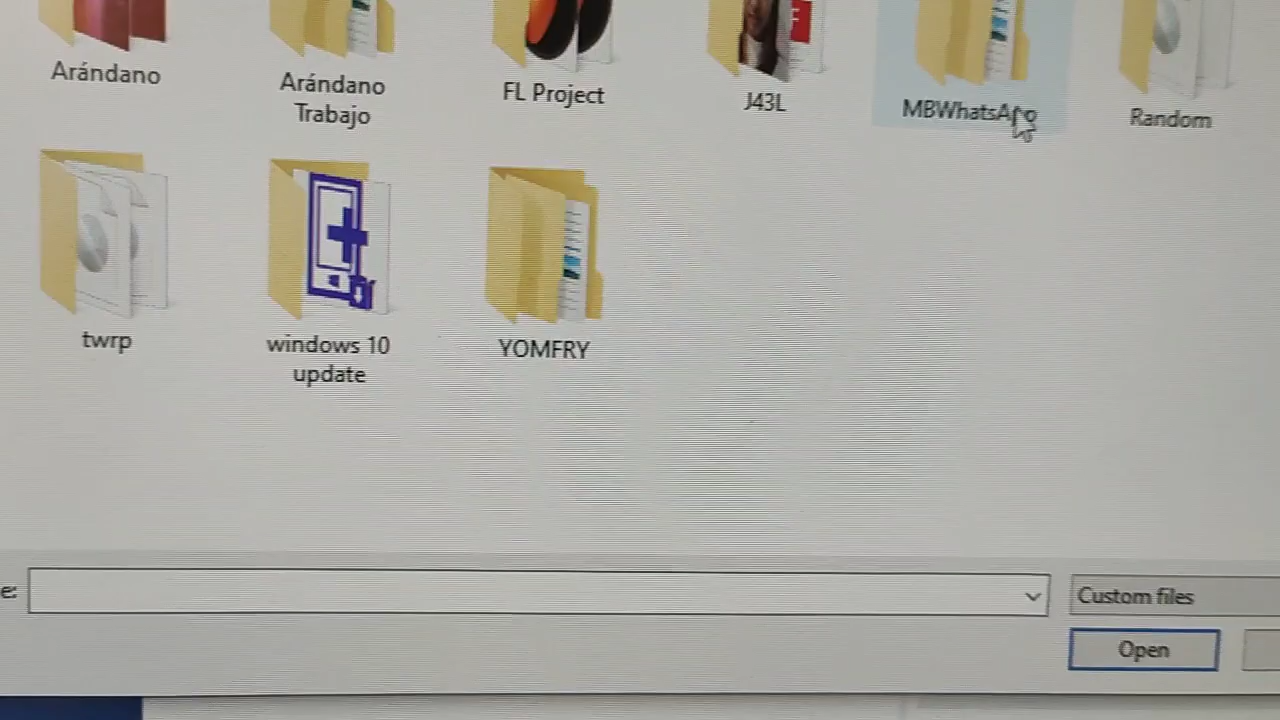 Arándano
Arándano
Trabajo
FL Project
J43L
MBWhatsApp
Random
twrp
windows 10
update
YOMFRY
e:
Custom files
Open